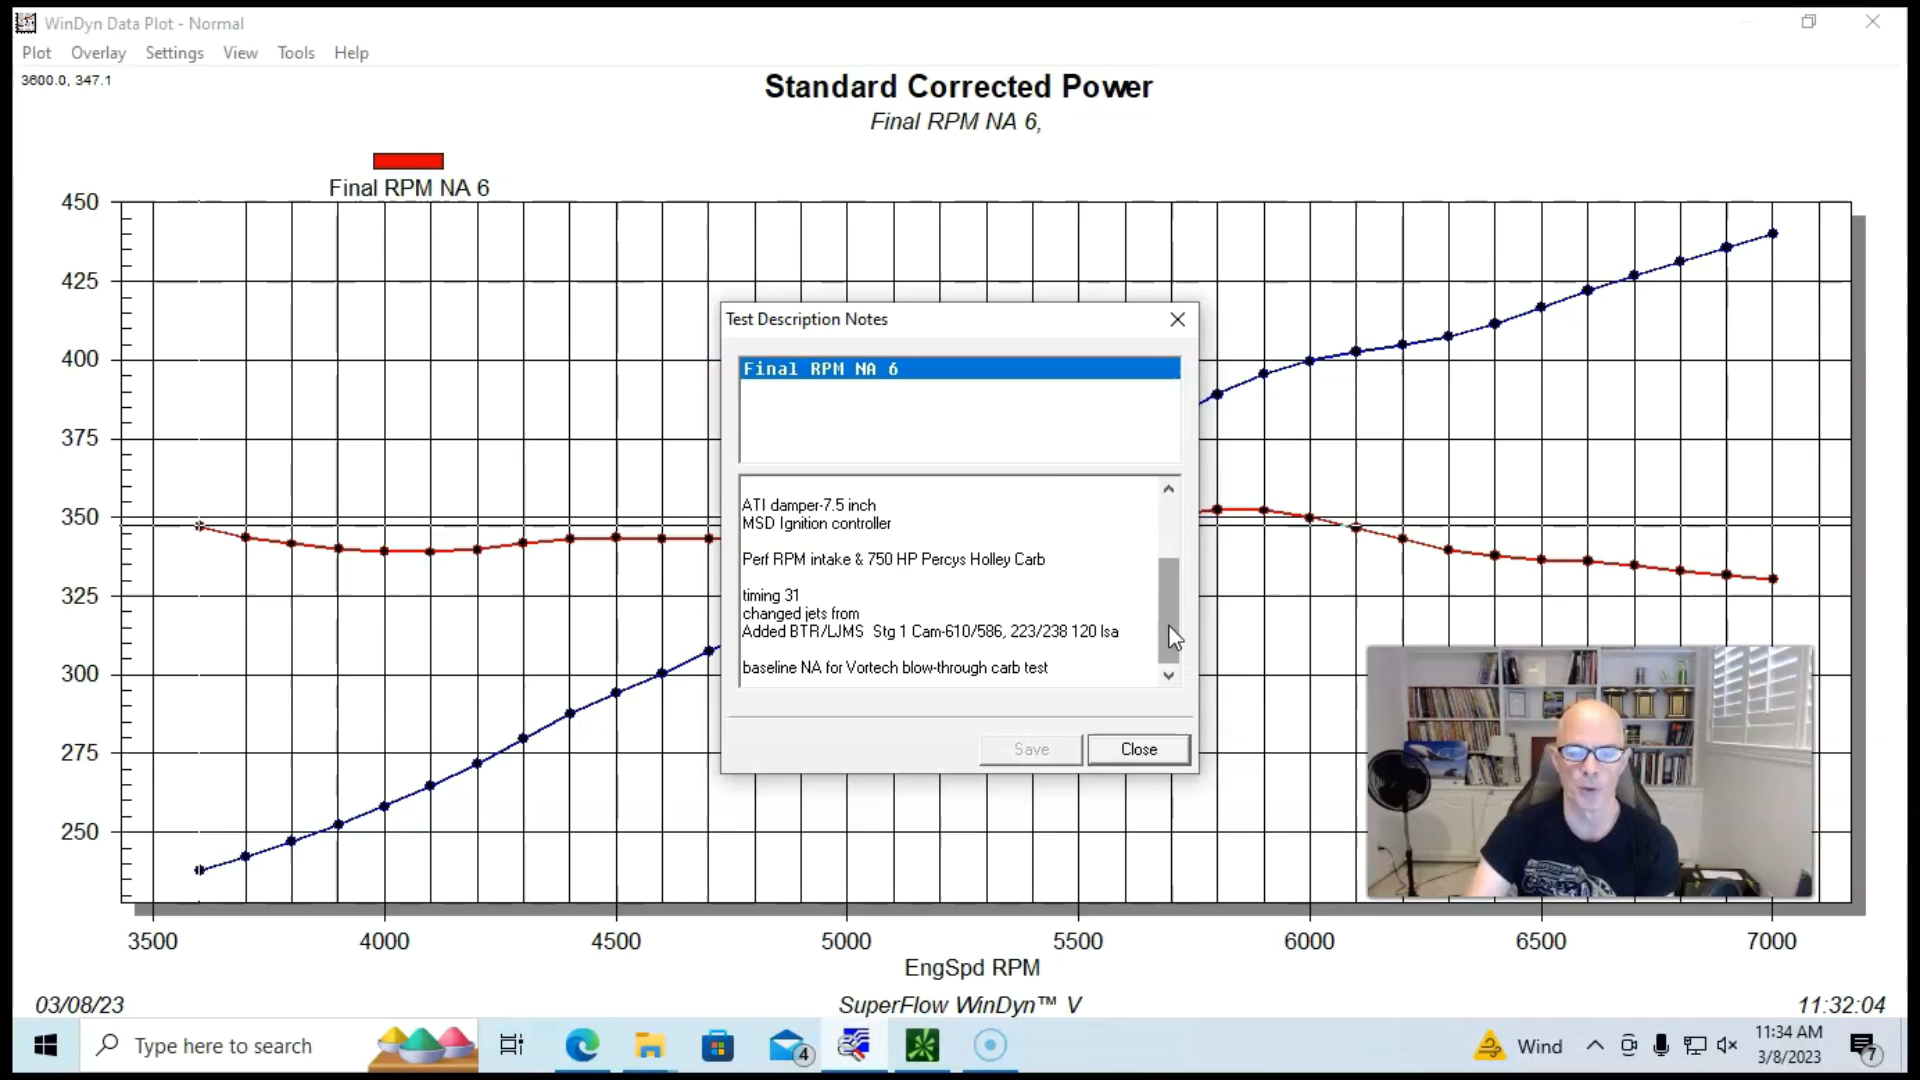 WinDyn Data Plot - Normal
Plot Overlay Settings View Tools Help
3600.0, 347.1
Standard Corrected Power
Final RPM NA 6,
Final RPM NA 6
450
425
400
375
350
325
300
275
250
Test Description Notes
Final RPM NA 6
ATI damper-7.5 inch
MSD Ignition controller
Perf RPM intake & 750 HP Percys Holley Carb
timing 31
changed jets from
Added BTR/LJMS Stg 1 Cam-610/586, 223/238 120 lsa
baseline NA for Vortech blow-through carb test
Save Close
3500 4000 4500 5000 5500 6000 6500 7000
EngSpd RPM
03/08/23 SuperFlow WinDyn™ V 11:32:04
Type here to search 4 Wind 11:34 AM
3/8/2023 7